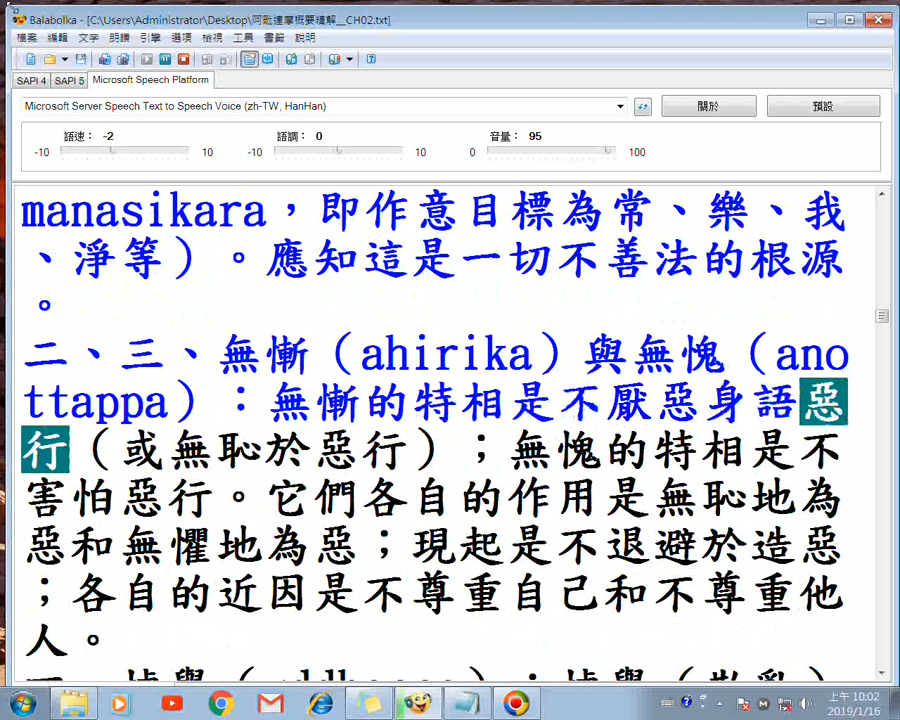 Balabolka - [C:\Users\Administrator\Desktop\阿毗達摩概要精解__CH02.txt]
檔案 編輯 文字 朗讀 引擎 選項 檢視 工具 書籤 說明
SAPI 4 SAPI 5 Microsoft Speech Platform
Microsoft Server Speech Text to Speech Voice (zh-TW, HanHan) 關於 預設
語速： -2 語調： 0 音量： 95
-10 10 -10 10 0 100
manasikara，即作意目標為常、樂、我
、淨等）。應知這是一切不善法的根源
。
二、三、無慚（ahirika）與無愧（ano
ttappa）：無慚的特相是不厭惡身語惡
行（或無恥於惡行）；無愧的特相是不
害怕惡行。它們各自的作用是無恥地為
惡和無懼地為惡；現起是不退避於造惡
；各自的近因是不尊重自己和不尊重他
人。
上午 10:02
2019/1/16